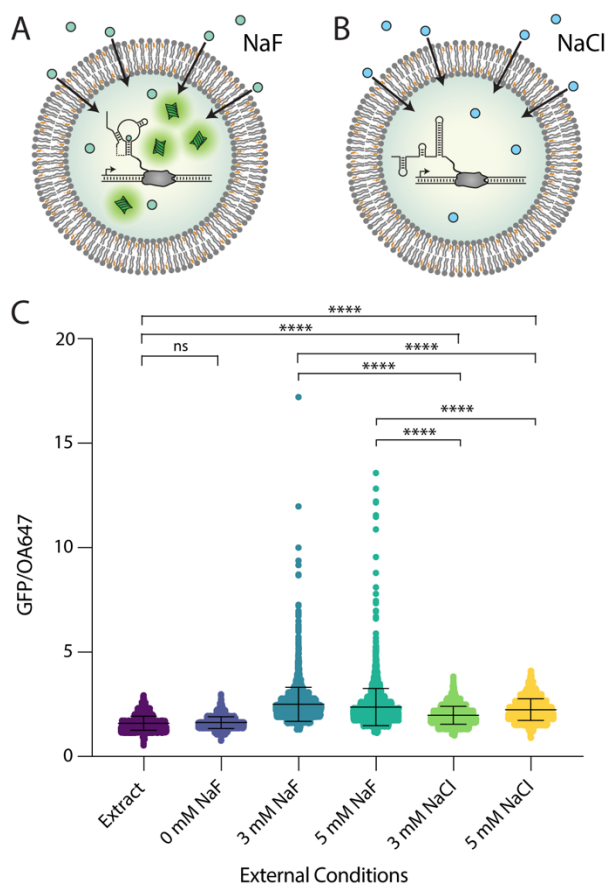 A
NaF
B
NaCl
C
****
****
ns
****
****
****
****
20
15
10
5
0
GFP/OA647
Extract
0 mM NaF
3 mM NaF
5 mM NaF
3 mM NaCl
5 mM NaCl
External Conditions